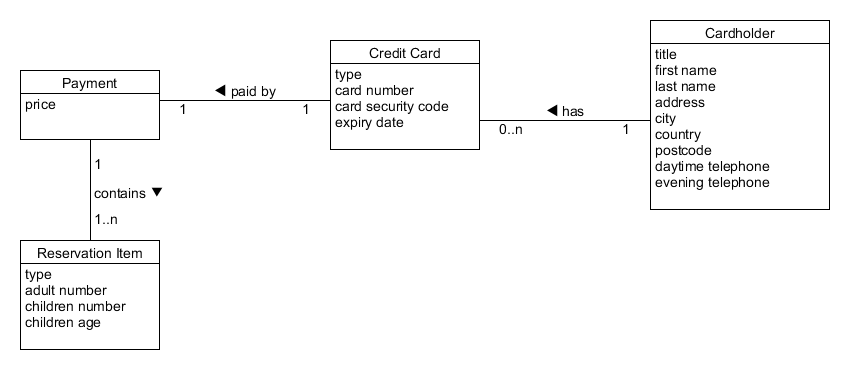 Payment
price
◀ paid by
1
1
Credit Card
type
card number
card security code
expiry date
◀ has
0..n
1
Cardholder
title
first name
last name
address
city
country
postcode
daytime telephone
evening telephone
1
contains ▼
1..n
Reservation Item
type
adult number
children number
children age